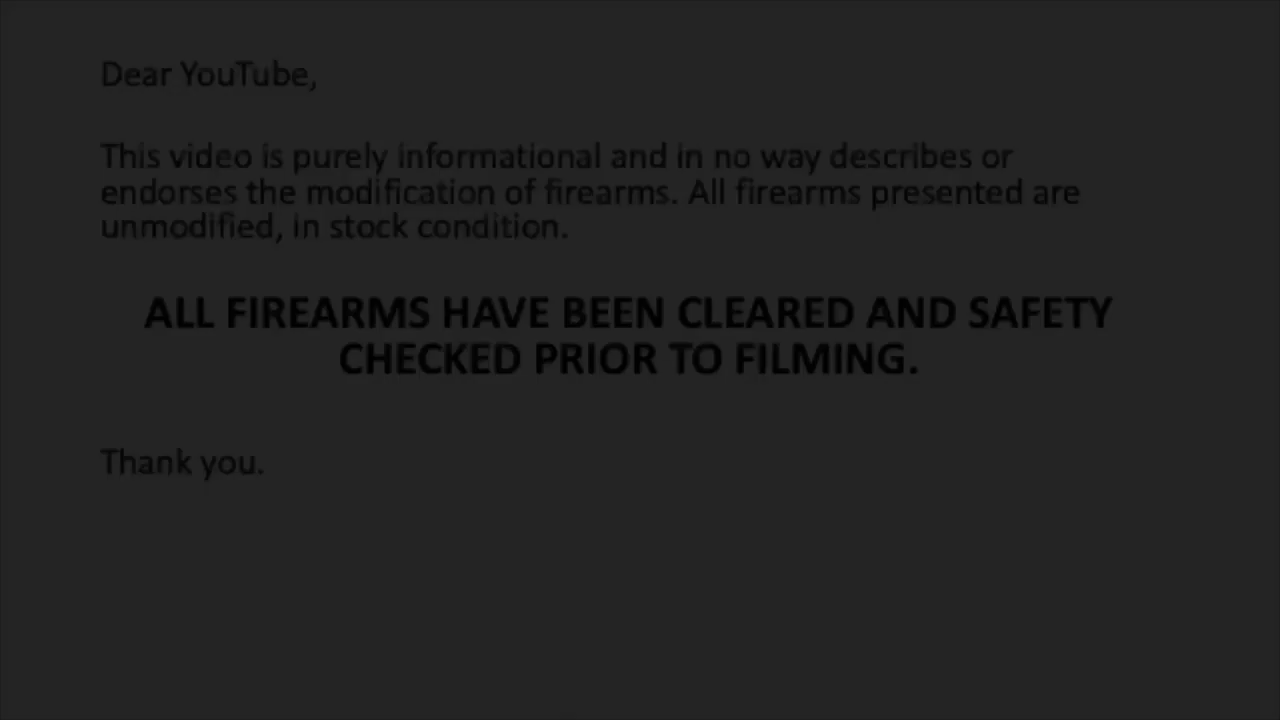 Dear YouTube,
This video is purely informational and in no way describes or
endorses the modification of firearms. All firearms presented are
unmodified, in stock condition.
ALL FIREARMS HAVE BEEN CLEARED AND SAFETY
CHECKED PRIOR TO FILMING.
Thank you.